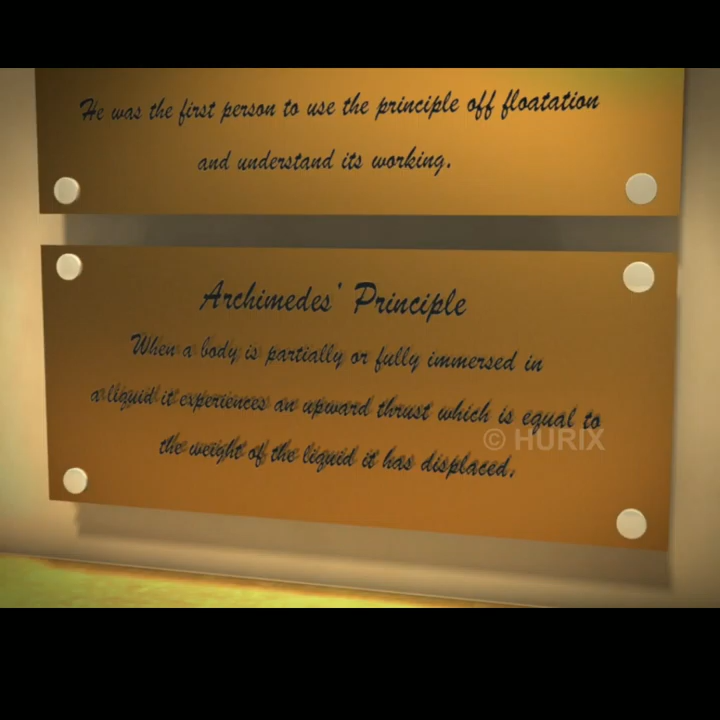 He was the first person to use the principle off floatation
and understand its working.
Archimedes' Principle
When a body is partially or fully immersed in
a liquid it experiences an upward thrust which is equal to
the weight of the liquid it has displaced.
© HURIX